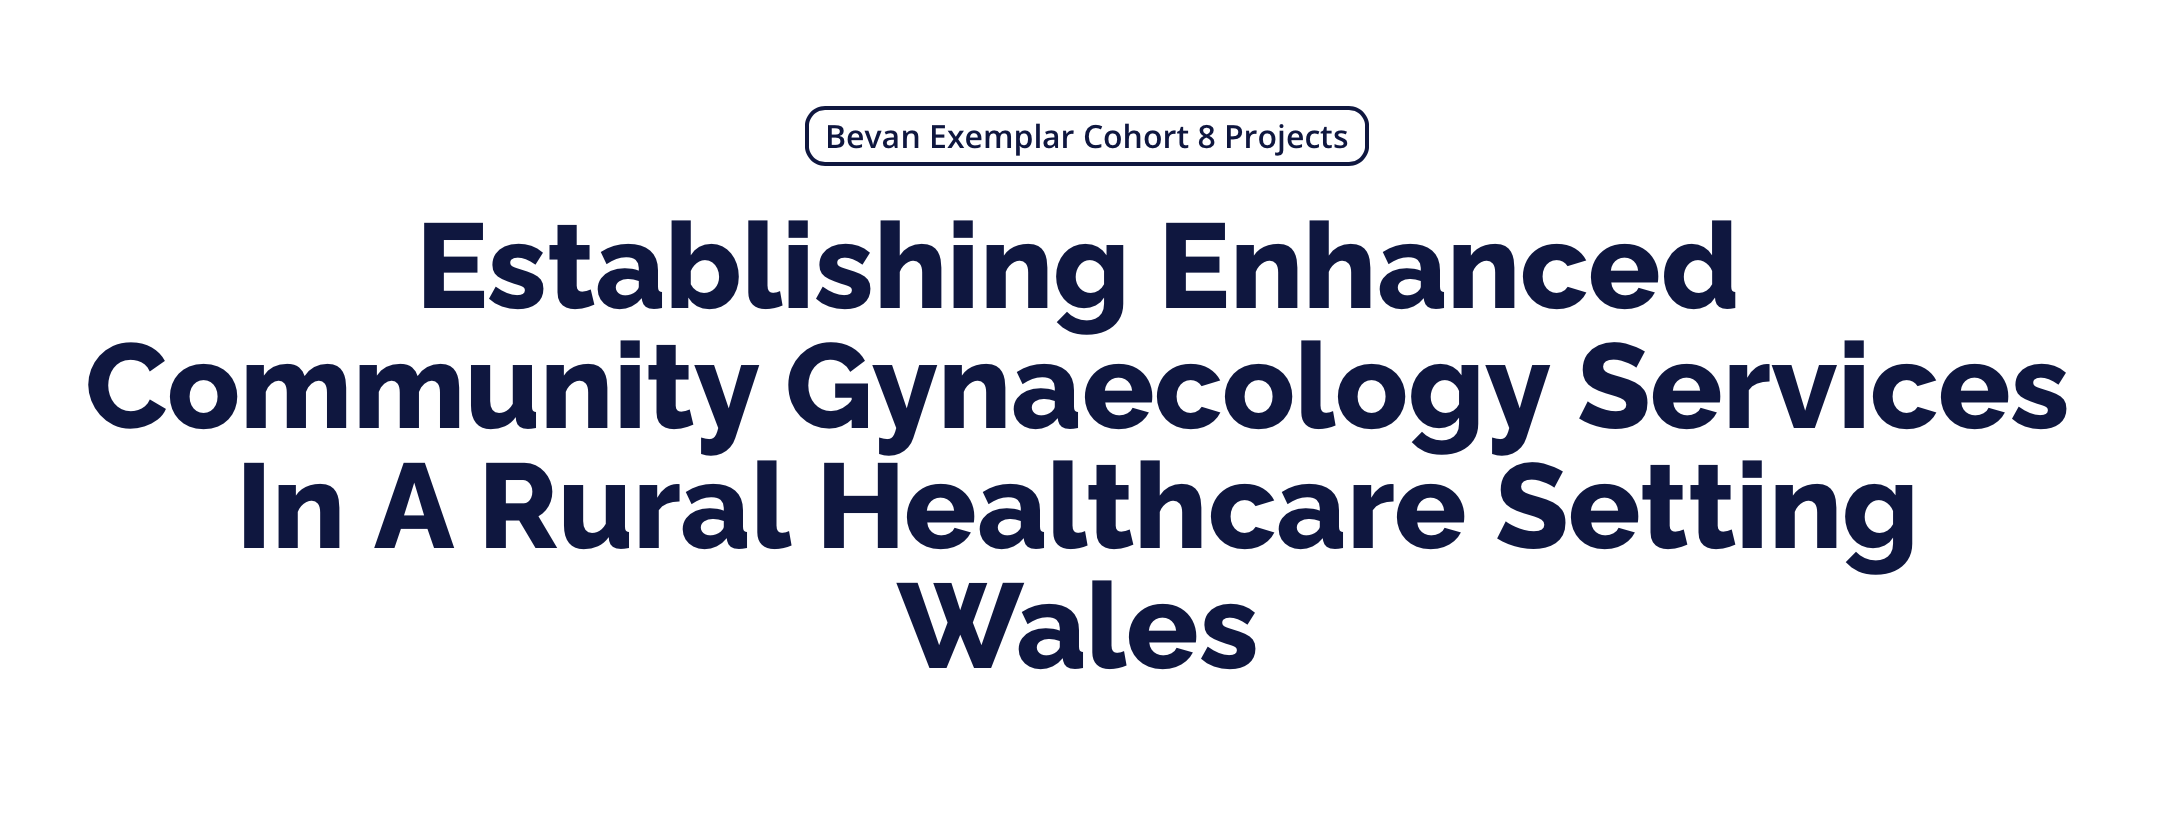 Bevan Exemplar Cohort 8 Projects
Establishing Enhanced
Community Gynaecology Services
In A Rural Healthcare Setting
Wales